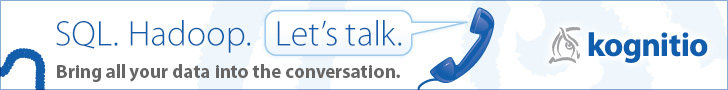 SQL. Hadoop. Let's talk.
Bring all your data into the conversation.
kognitio